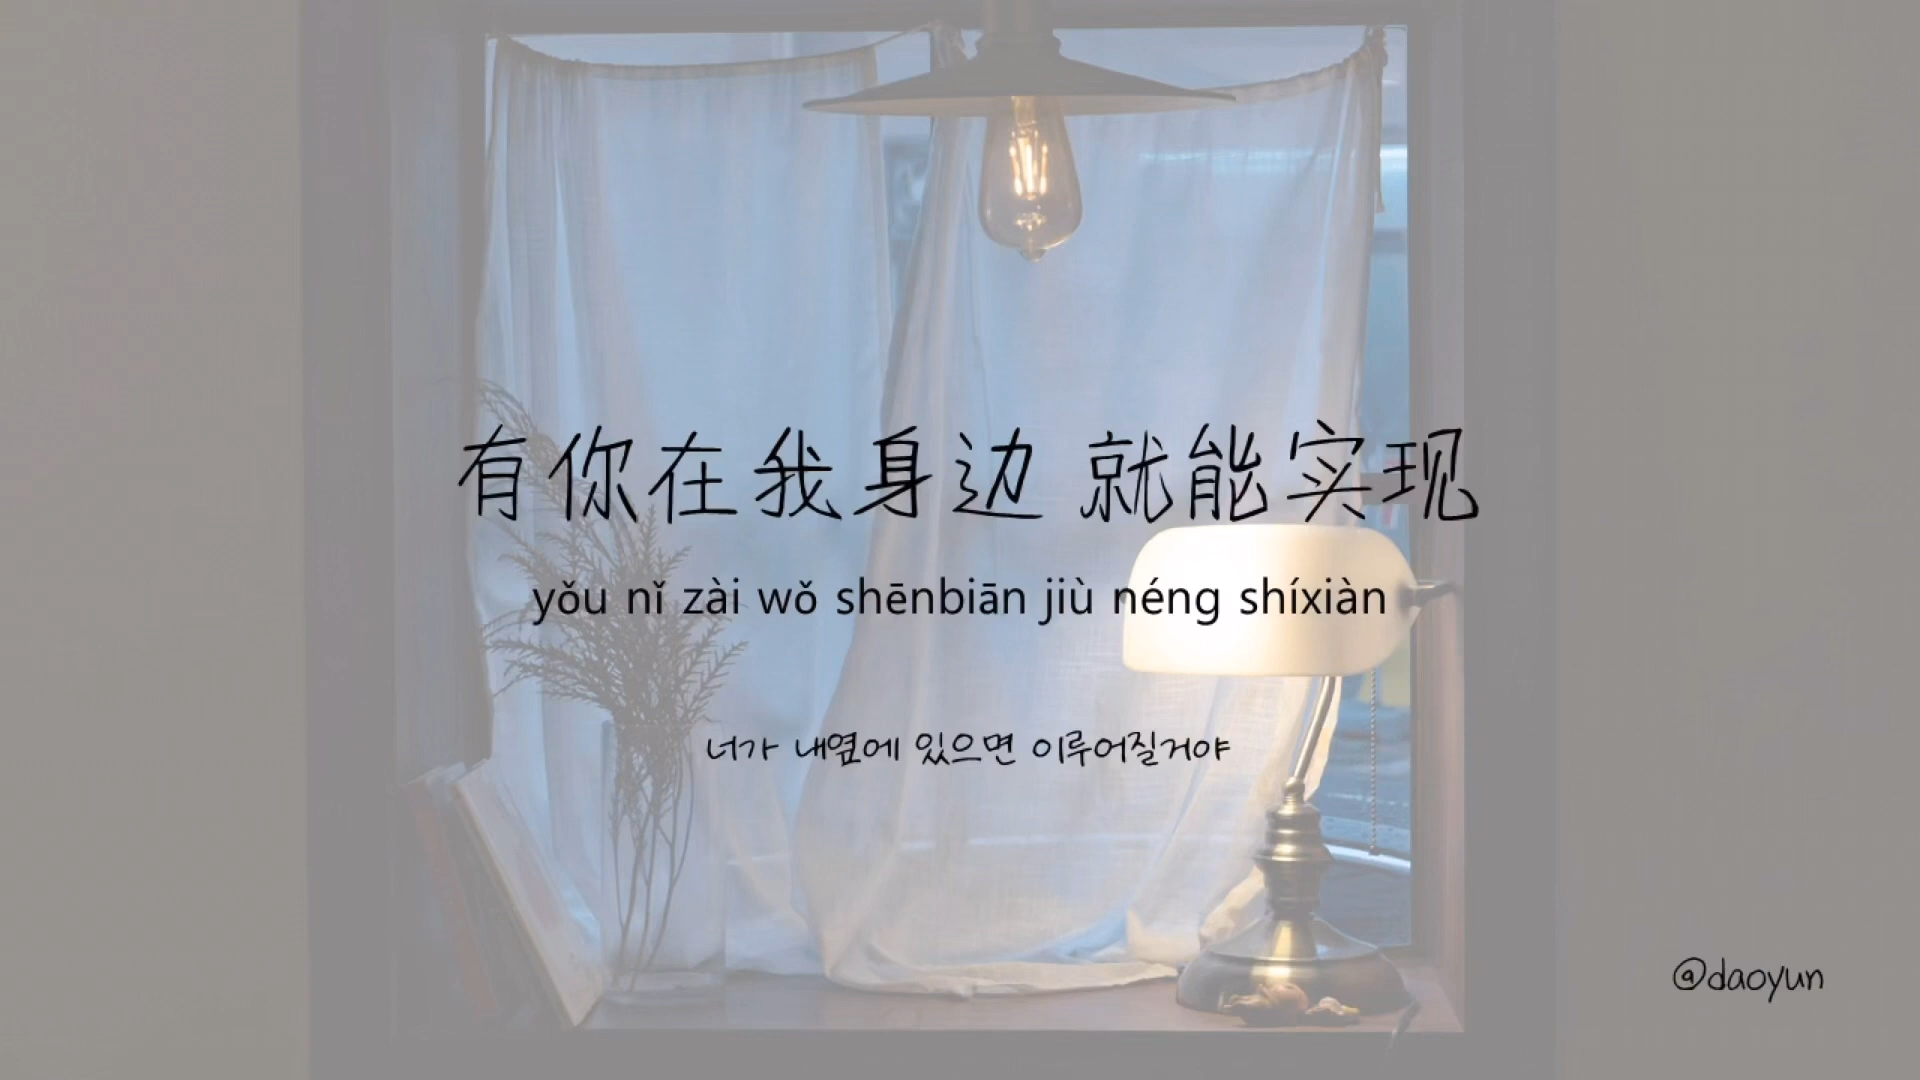 有你在我身边 就能实现
yǒu nǐ zài wǒ shēnbiān jiù néng shíxiàn
너가 내옆에 있으면 이루어질거야
@daoyun